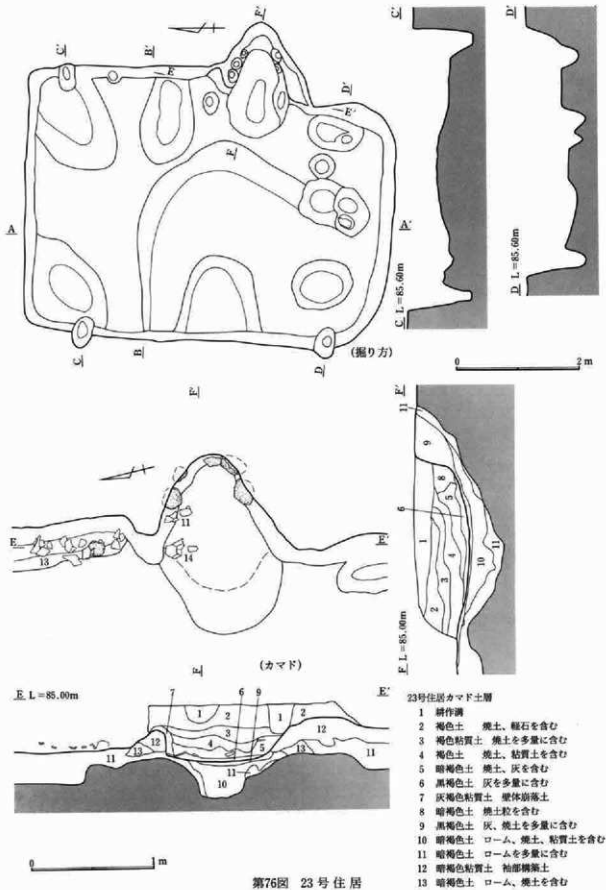 C'
B'
E
F'
D'
E'
F
A
A'
C
B
D
(掘り方)
C'
C L=85.60m
D'
D L=85.60m
0 2 m
F'
E
13
11
14
E'
F
(カマド)
F'
11
9
8
5
6
1
4
3
2
10
11
F L=85.00m
E L=85.00m
E'
7 6 9
1 2 1 2
3
12 4 5 12
11 13 11 13 11
10
0 1 m
23号住居カマド土層
1 耕作溝
2 褐色土 焼土、軽石を含む
3 褐色粘質土 焼土を多量に含む
4 褐色土 焼土、粘質土を含む
5 暗褐色土 焼土、灰を含む
6 黒褐色土 灰を多量に含む
7 灰褐色粘質土 壁体崩落土
8 暗褐色土 焼土粒を含む
9 黒褐色土 灰、焼土を多量に含む
10 暗褐色土 ローム、焼土、粘質土を含む
11 暗褐色土 ロームを多量に含む
12 暗褐色粘質土 袖部構築土
13 暗褐色土 ローム、焼土を含む
第76図 23号住居